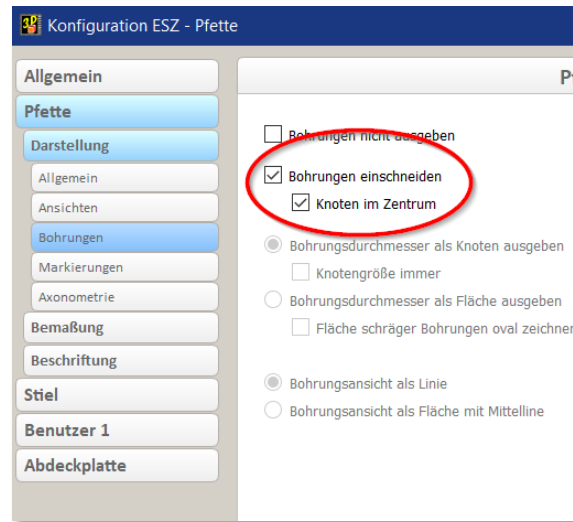 Konfiguration ESZ - Pfette
Allgemein
Pfette
Darstellung
Allgemein
Ansichten
Bohrungen
Markierungen
Axonometrie
Bemaßung
Beschriftung
Stiel
Benutzer 1
Abdeckplatte
Bohrungen nicht ausgeben
Bohrungen einschneiden
Knoten im Zentrum
Bohrungsdurchmesser als Knoten ausgeben
Knotengröße immer
Bohrungsdurchmesser als Fläche ausgeben
Fläche schräger Bohrungen oval zeichnen
Bohrungsansicht als Linie
Bohrungsansicht als Fläche mit Mittelline